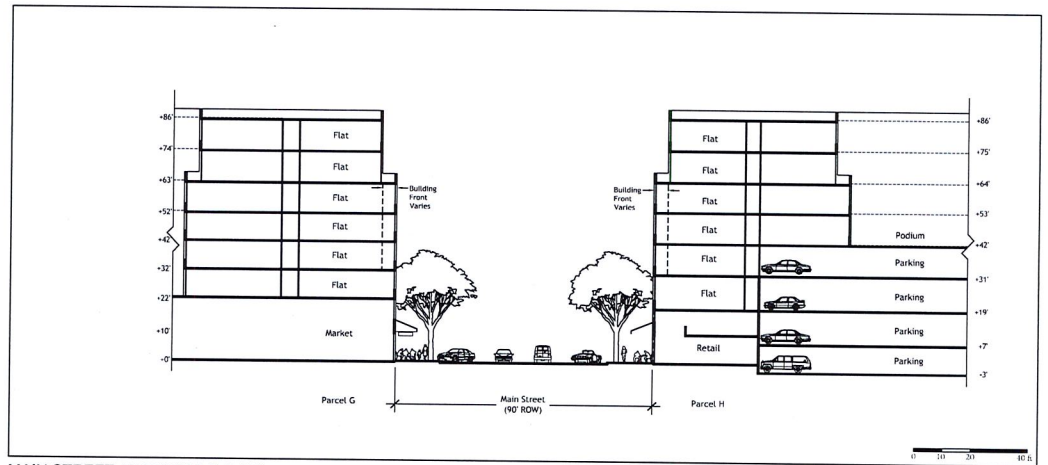 +86'
Flat
+74'
Flat
+63'
Flat
Building
Front
Varies
+52'
Flat
+42'
Flat
+32'
Flat
+22'
+10'
Market
+0'
Parcel G
Main Street
(90' ROW)
Parcel H
+86'
Flat
+75'
Flat
+64'
Building
Front
Varies
Flat
+53'
Flat
Podium
+42'
Flat
Parking
+31'
Flat
Parking
+19'
Retail
Parking
+7'
Parking
+3'
0 10 20 40 ft